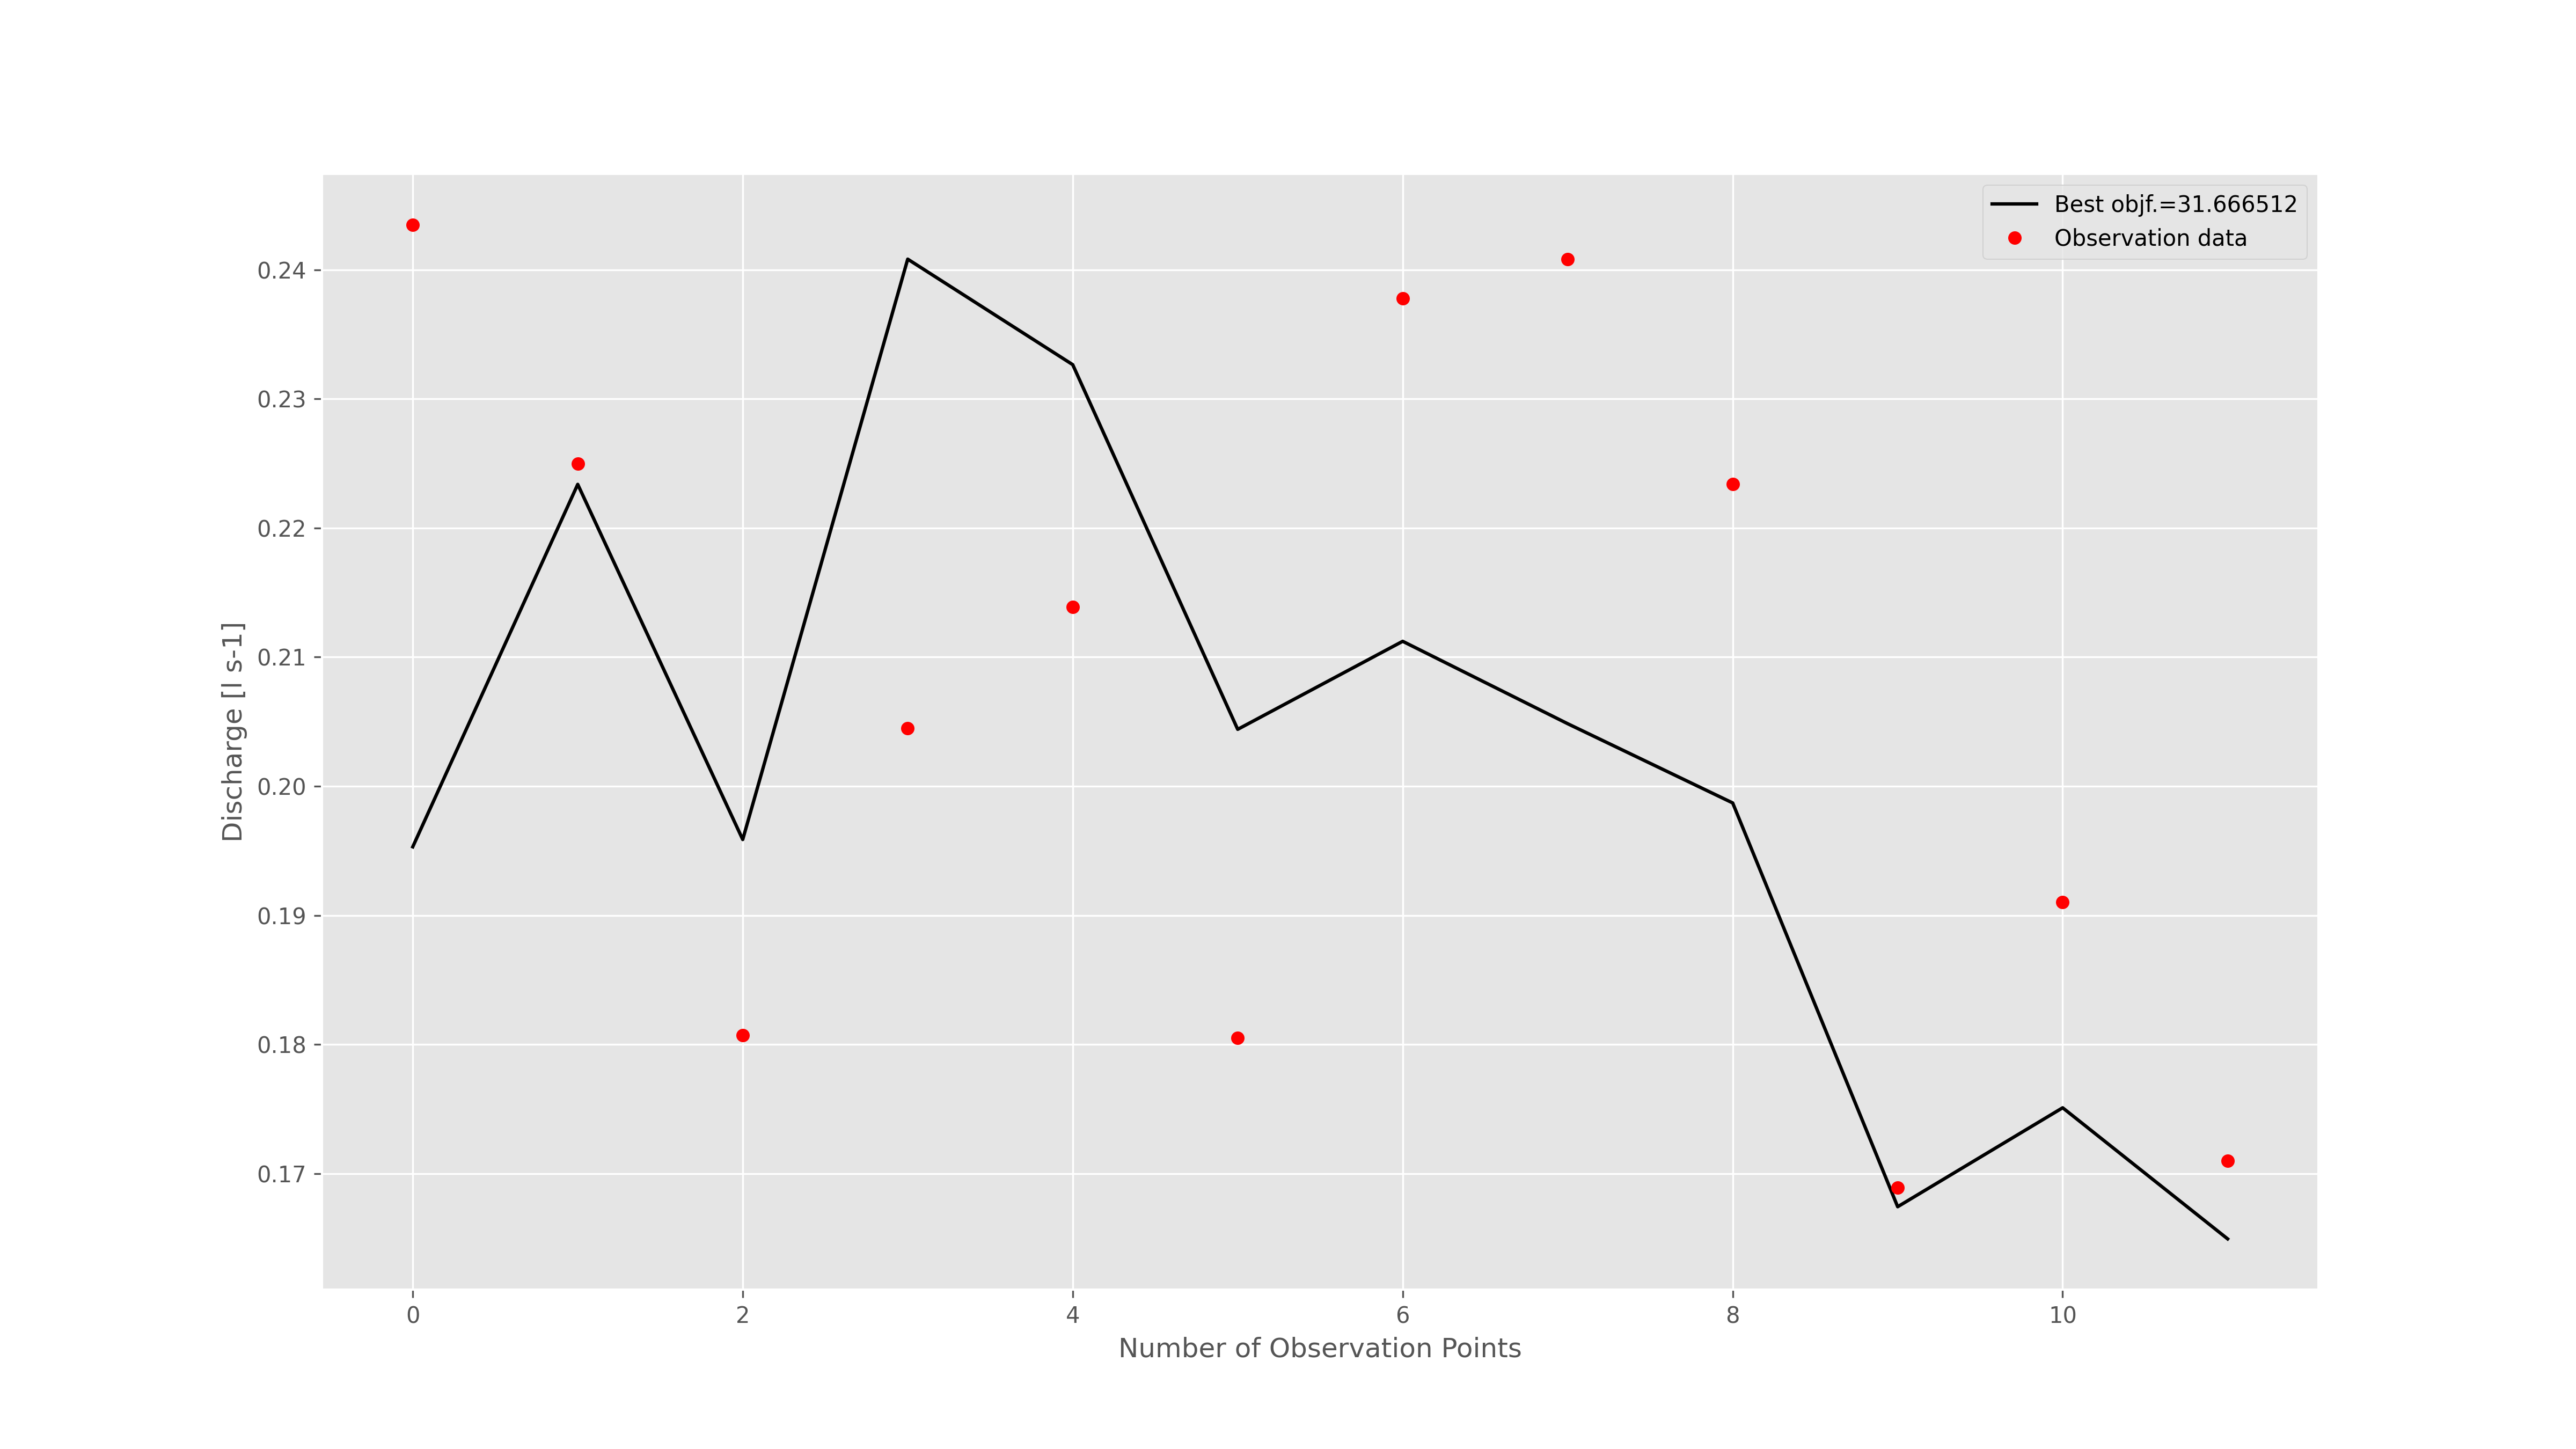 Best objf.=31.666512
Observation data
0.24
0.23
0.22
0.21
0.20
0.19
0.18
0.17
Discharge [l s-1]
0 2 4 6 8 10
Number of Observation Points